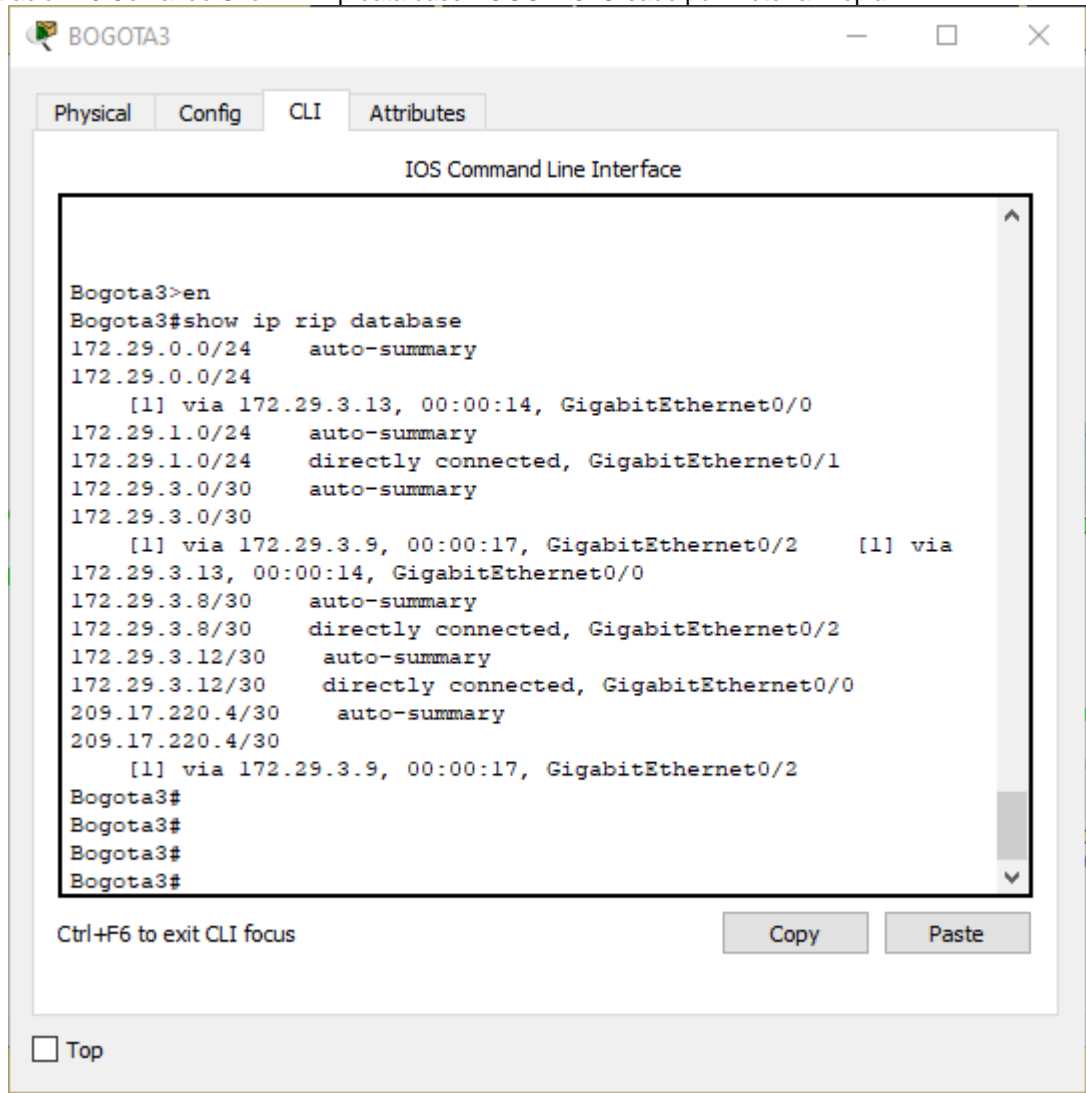 BOGOTA3
Physical Config CLI Attributes
IOS Command Line Interface
Bogota3>en
Bogota3#show ip rip database
172.29.0.0/24 auto-summary
172.29.0.0/24
[1] via 172.29.3.13, 00:00:14, GigabitEthernet0/0
172.29.1.0/24 auto-summary
172.29.1.0/24 directly connected, GigabitEthernet0/1
172.29.3.0/30 auto-summary
172.29.3.0/30
[1] via 172.29.3.9, 00:00:17, GigabitEthernet0/2 [1] via
172.29.3.13, 00:00:14, GigabitEthernet0/0
172.29.3.8/30 auto-summary
172.29.3.8/30 directly connected, GigabitEthernet0/2
172.29.3.12/30 auto-summary
172.29.3.12/30 directly connected, GigabitEthernet0/0
209.17.220.4/30 auto-summary
209.17.220.4/30
[1] via 172.29.3.9, 00:00:17, GigabitEthernet0/2
Bogota3#
Bogota3#
Bogota3#
Bogota3#
Ctrl+F6 to exit CLI focus
Copy Paste
Top